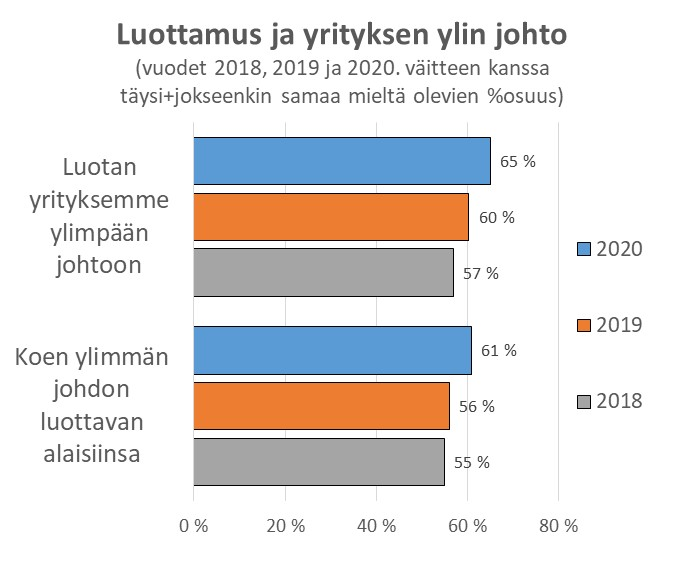 Luottamus ja yrityksen ylin johto
(vuodet 2018, 2019 ja 2020. väitteen kanssa
täysi+jokseenkin samaa mieltä olevien %osuus)
Luotan
yrityksemme
ylimpään
johtoon
65 %
60 %
57 %
Koen ylimmän
johdon
luottavan
alaisiinsa
61 %
56 %
55 %
2020
2019
2018
0 %
20 %
40 %
60 %
80 %